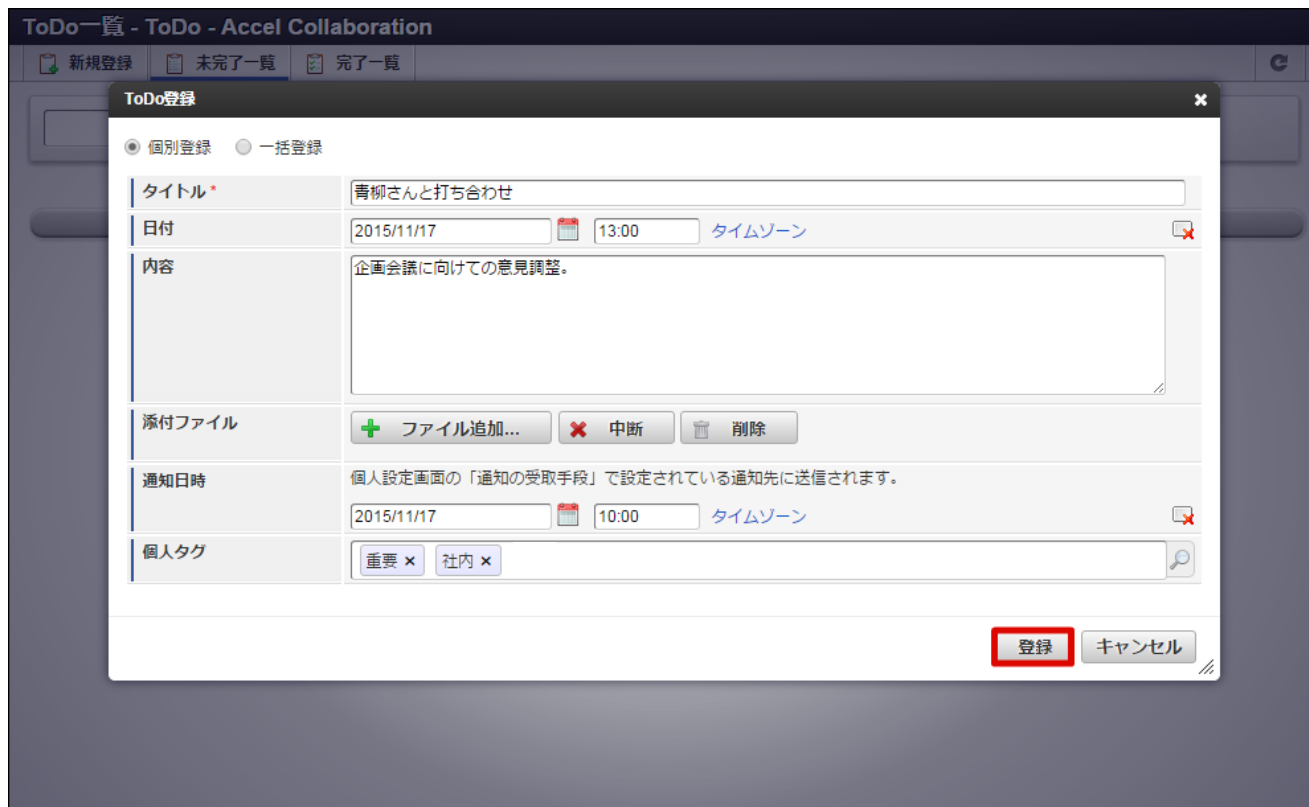 ToDo一覧 - ToDo - Accel Collaboration
新規登録 未完了一覧 完了一覧
ToDo登録
個別登録 一括登録
タイトル* 青柳さんと打ち合わせ
日付 2015/11/17 13:00 タイムゾーン
内容 企画会議に向けての意見調整。
添付ファイル ファイル追加... 中断 削除
通知日時 個人設定画面の「通知の受取手段」で設定されている通知先に送信されます。
2015/11/17 10:00 タイムゾーン
個人タグ 重要 社内
登録 キャンセル